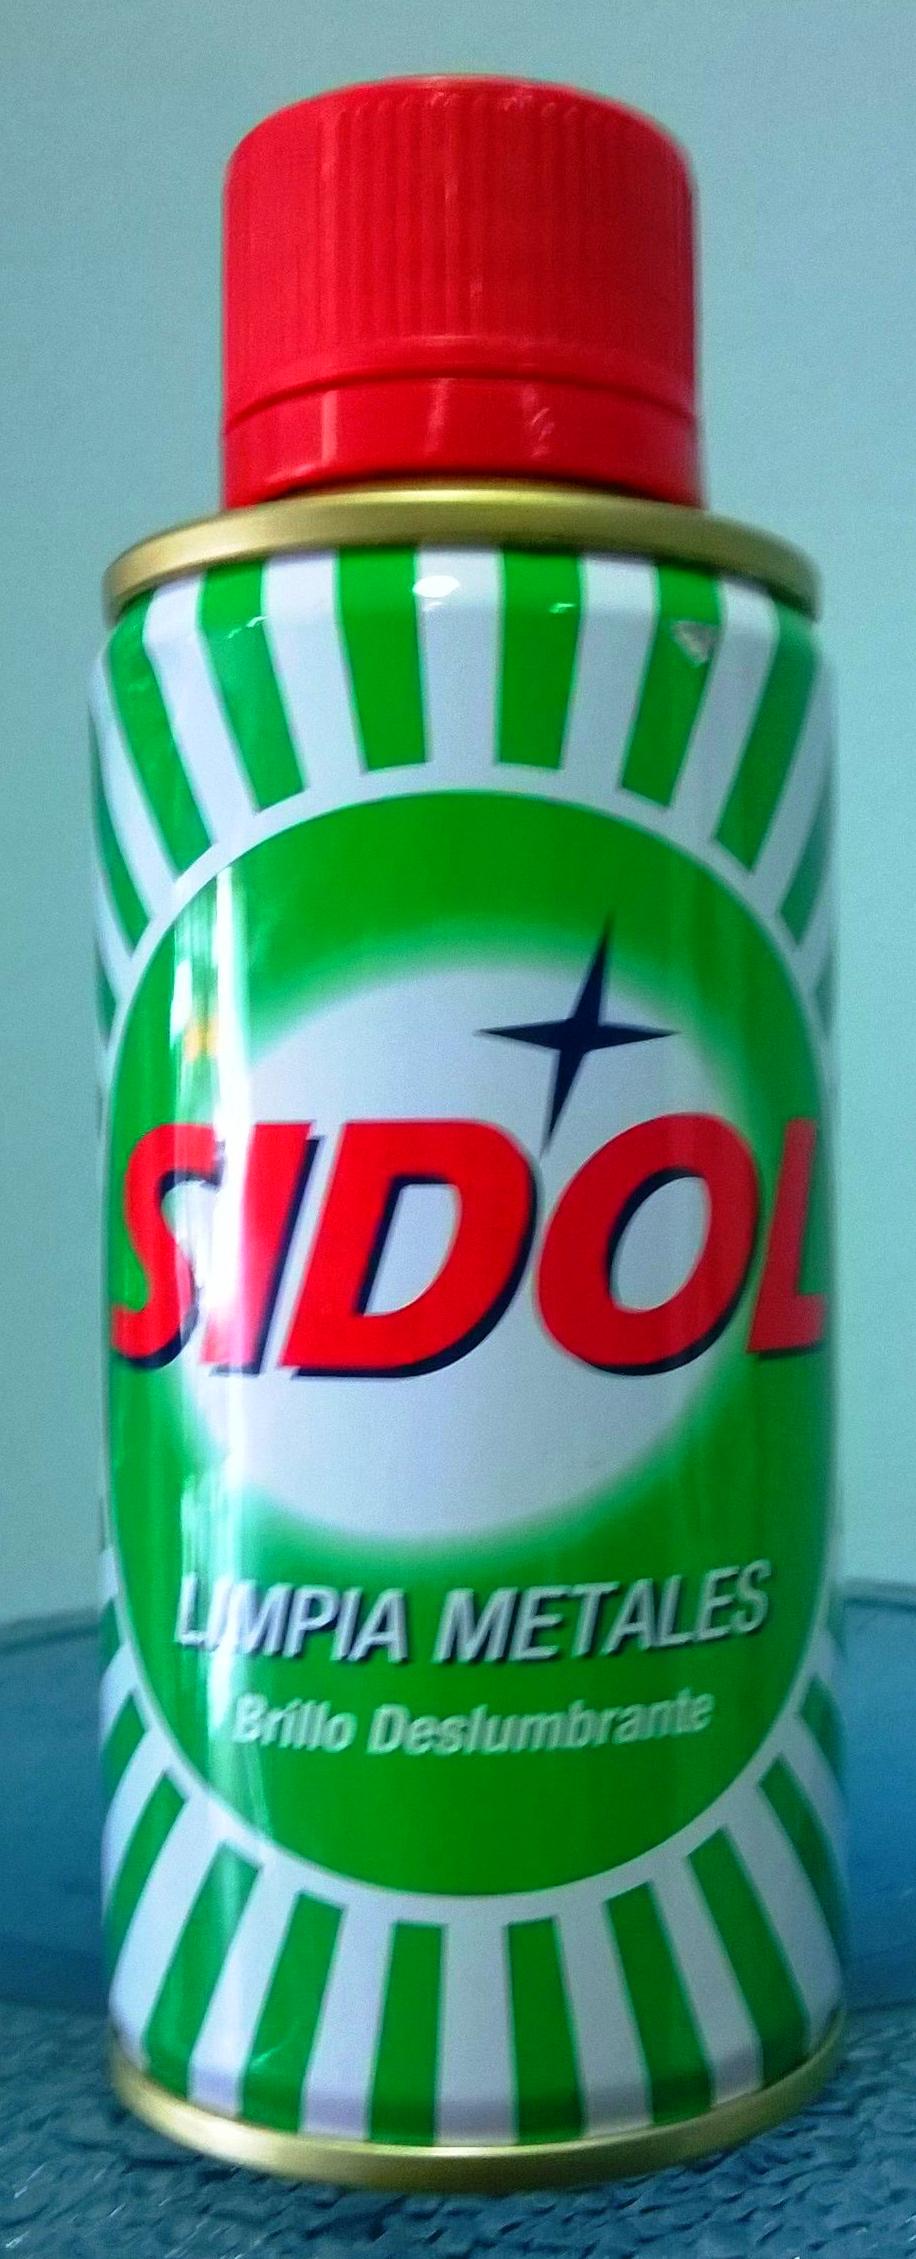 SIDOL
LIMPIA METALES
Brillo Deslumbrante